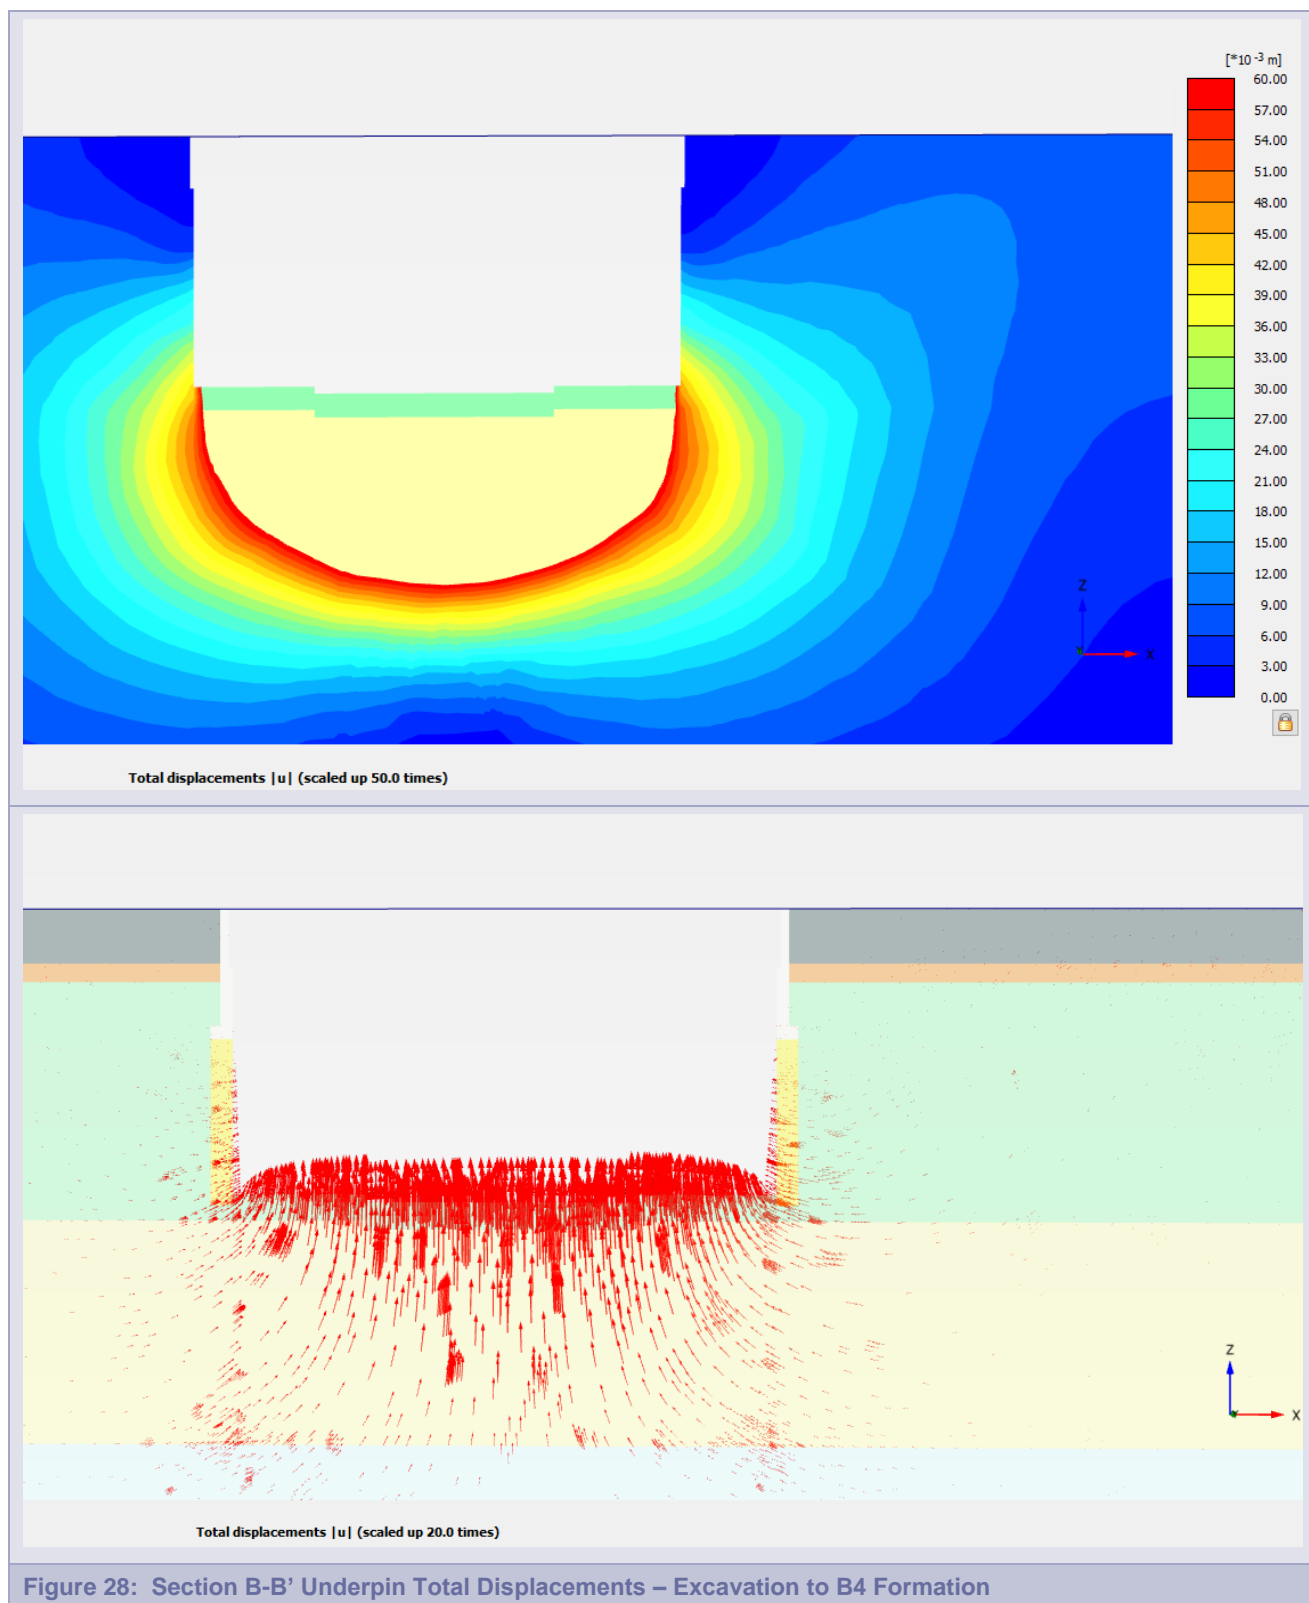 [*10 -3 m]
60.00
57.00
54.00
51.00
48.00
45.00
42.00
39.00
36.00
33.00
30.00
27.00
24.00
21.00
18.00
15.00
12.00
9.00
6.00
3.00
0.00
Z
Y
X
Total displacements |u| (scaled up 50.0 times)
Z
Y
X
Total displacements |u| (scaled up 20.0 times)
Figure 28: Section B-B’ Underpin Total Displacements – Excavation to B4 Formation